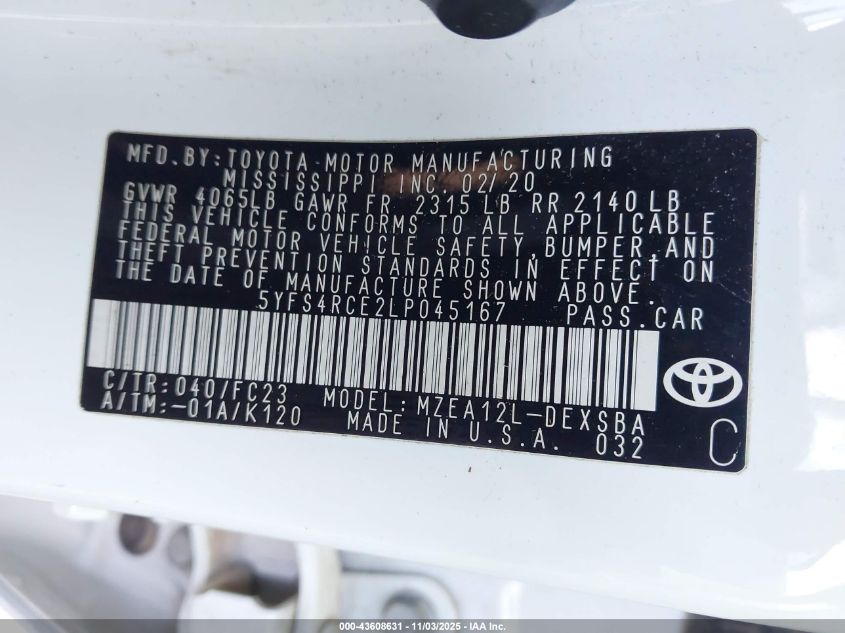 MFD.BY:TOYOTA MOTOR MANUFACTURING
MISSISSIPPI INC 02/20
GVWR 4065LB GAWR FR 2315 LB RR 2140 LB
THIS VEHICLE CONFORMS TO ALL APPLICABLE
FEDERAL MOTOR VEHICLE SAFETY,BUMPER,AND
THEFT PREVENTION STANDARDS IN EFFECT ON
THE DATE OF MANUFACTURE SHOWN ABOVE.
5YFS4RCE2LP045167 PASS.CAR
C/TR:040/FC23 MODEL:MZEA12L-DEXSBA
A/TM:-01A/K120 MADE IN U.S.A. 032
C
000-43608631 - 11/03/2025 - IAA Inc.